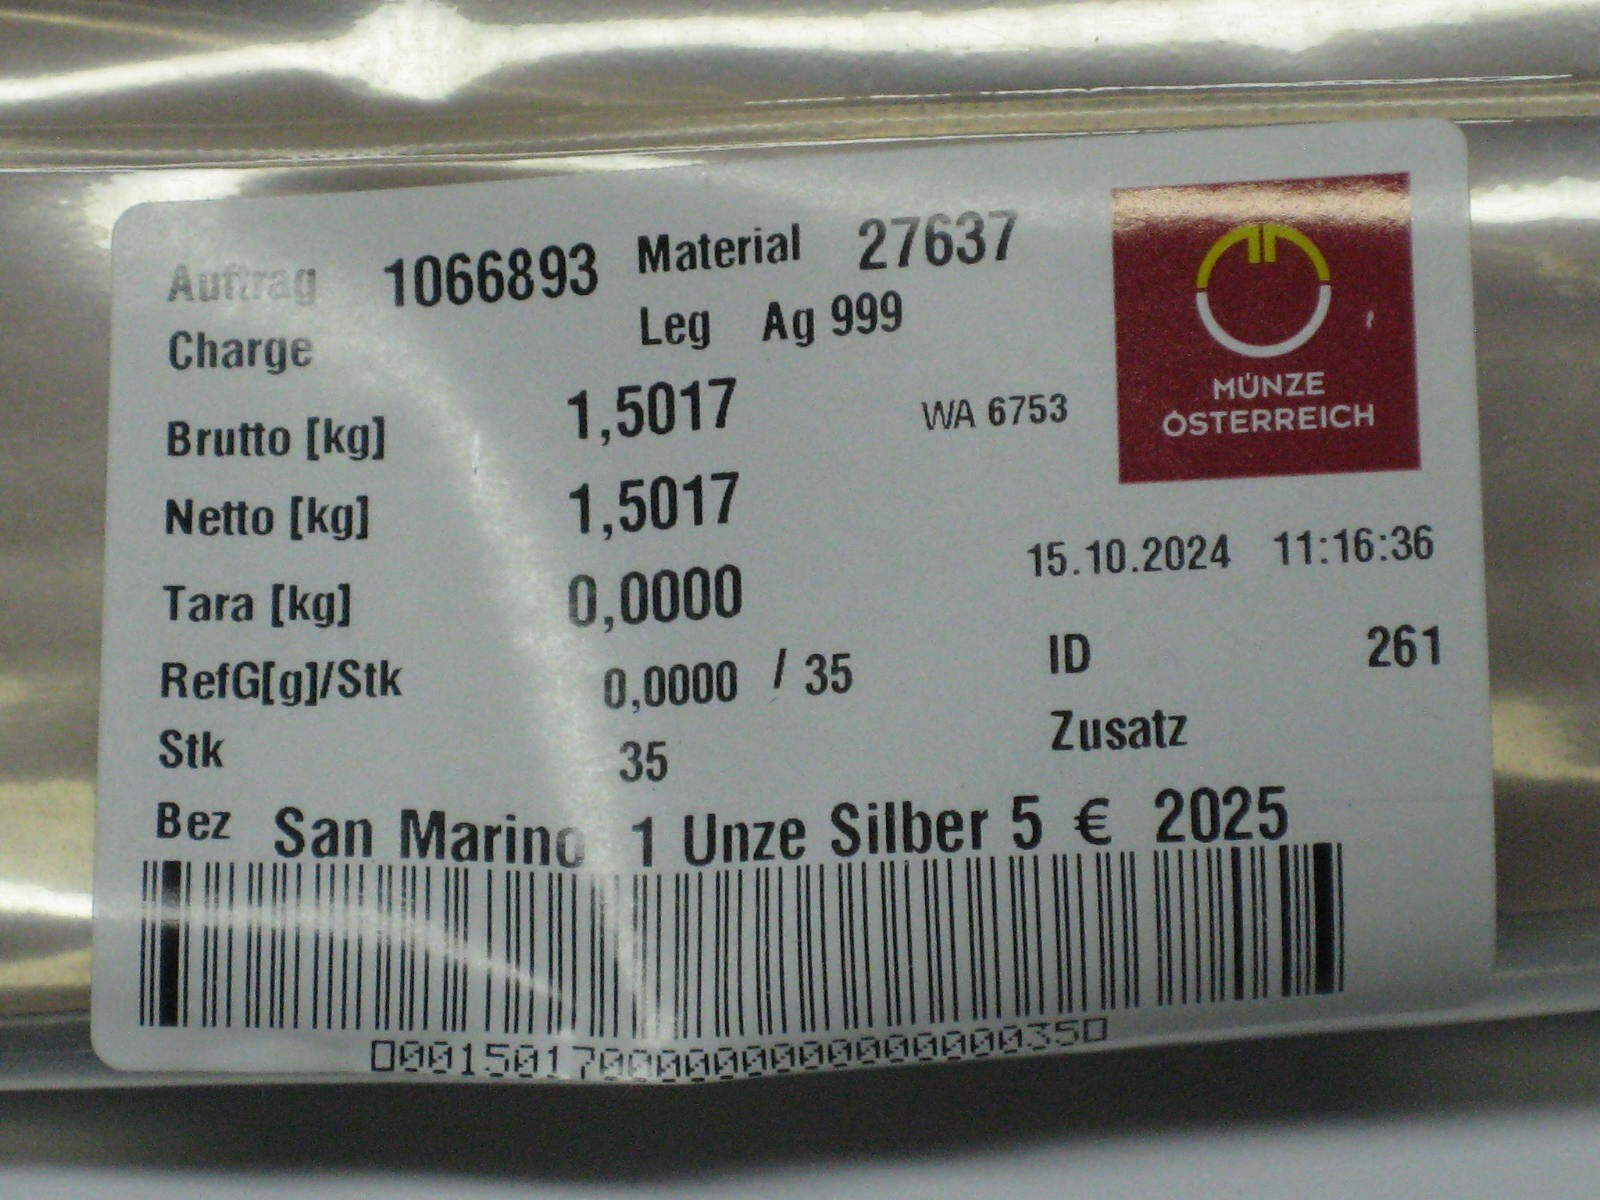 Auftrag 1066893 Material 27637
Charge Leg Ag 999
Brutto [kg] 1,5017 WA 6753
MÜNZE
ÖSTERREICH
Netto [kg] 1,5017
15.10.2024 11:16:36
Tara [kg] 0,0000
RefG[g]/Stk 0,0000 / 35 ID 261
Stk 35 Zusatz
Bez San Marino 1 Unze Silber 5 € 2025